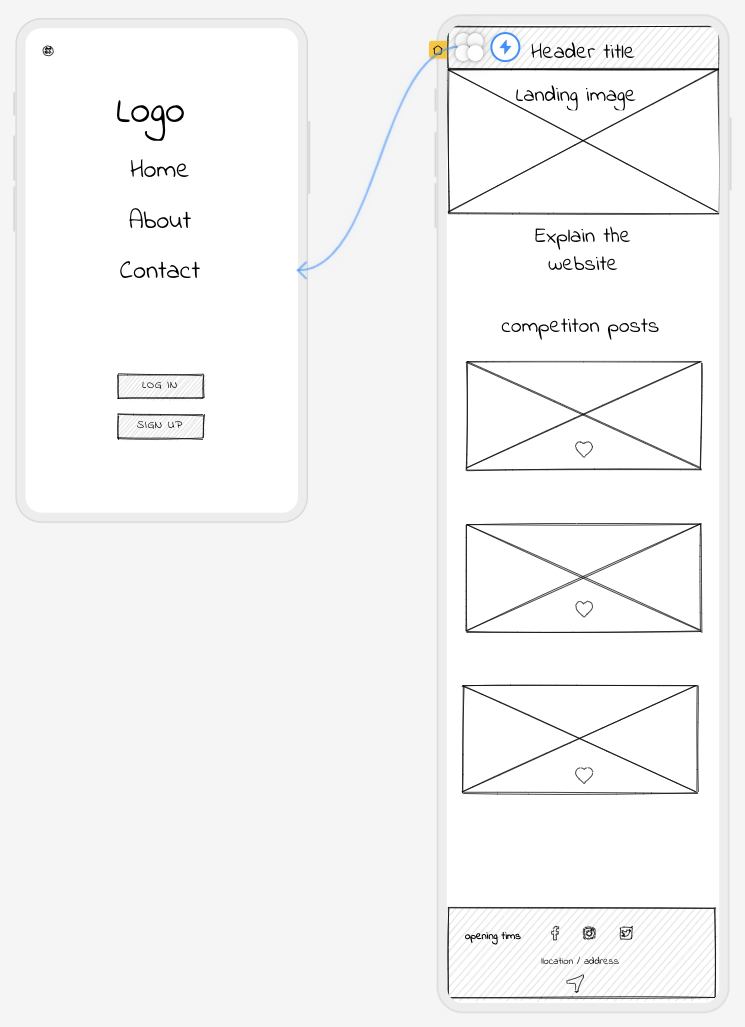 Logo
Home
About
Contact
LOG IN
SIGN UP
Header title
Landing image
Explain the
website
competiton posts
opening tims
llocation / address